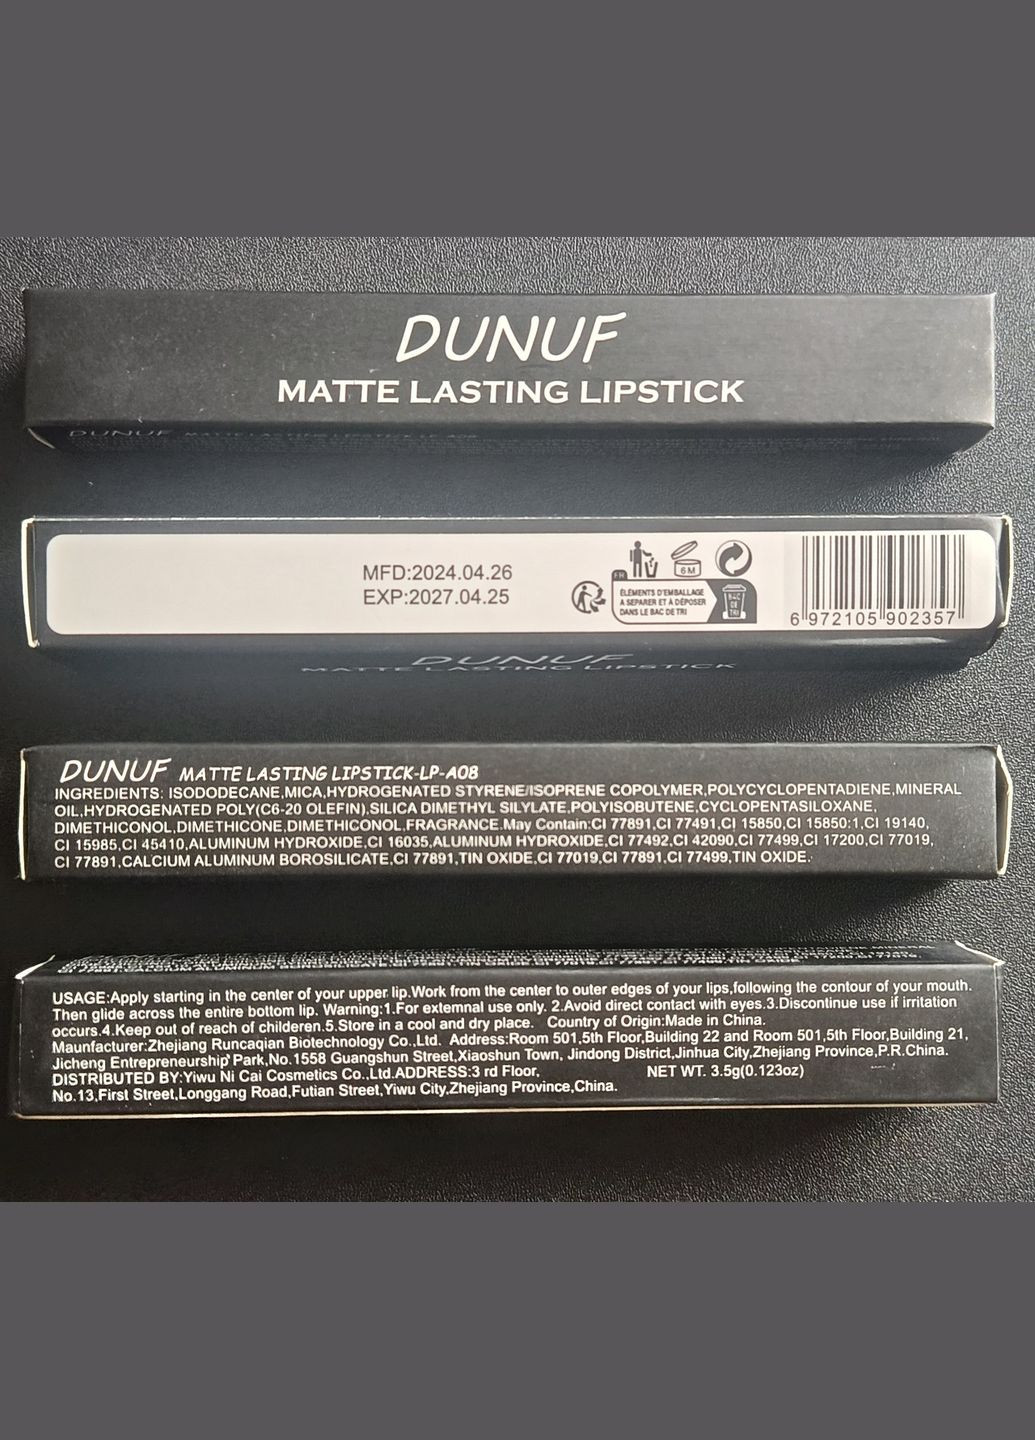 DUNUF
MATTE LASTING LIPSTICK
DUNUF MATTE LASTING LIPSTICK-LP-A08
MFD:2024.04.26
EXP:2027.04.25
6M
FR
ÉLÉMENTS D'EMBALLAGE
A SEPARER ET À DÉPOSER
DANS LE BAC DE TRI
BAC
DE
TRI
6 972105 902357
DUNUF
MATTE LASTING LIPSTICK
DUNUF MATTE LASTING LIPSTICK-LP-A08
INGREDIENTS: ISODODECANE,MICA,HYDROGENATED STYRENE/ISOPRENE COPOLYMER,POLYCYCLOPENTADIENE,MINERAL
OIL,HYDROGENATED POLY(C6-20 OLEFIN),SILICA DIMETHYL SILYLATE,POLYISOBUTENE,CYCLOPENTASILOXANE,
DIMETHICONOL,DIMETHICONE,DIMETHICONOL,FRAGRANCE.May Contain:CI 77891,CI 77491,CI 15850,CI 15850:1,CI 19140,
CI 15985,CI 45410,ALUMINUM HYDROXIDE,CI 16035,ALUMINUM HYDROXIDE,CI 77492,CI 42090,CI 77499,CI 17200,CI 77019,
CI 77891,CALCIUM ALUMINUM BOROSILICATE,CI 77891,TIN OXIDE,CI 77019,CI 77891,CI 77499,TIN OXIDE.
USAGE:Apply starting in the center of your upper lip.Work from the center to outer edges of your lips,following the contour of your mouth.
Then glide across the entire bottom lip. Warning:1.For externnal use only. 2.Avoid direct contact with eyes.3.Discontinue use if irritation
occurs.4.Keep out of reach of childeren.5.Store in a cool and dry place. Country of Origin:Made in China.
Maunfacturer:Zhejiang Runcaqian Biotechnology Co.,Ltd. Address:Room 501,5th Floor,Building 22 and Room 501,5th Floor,Building 21,
Jicheng Entrepreneurship Park,No.1558 Guangshun Street,Xiaoshun Town, Jindong District,Jinhua City,Zhejiang Province,P.R.China.
DISTRIBUTED BY:Yiwu Ni Cai Cosmetics Co.,Ltd.ADDRESS:3 rd Floor, NET WT. 3.5g(0.123oz)
No.13,First Street,Longgang Road,Futian Street,Yiwu City,Zhejiang Province,China.